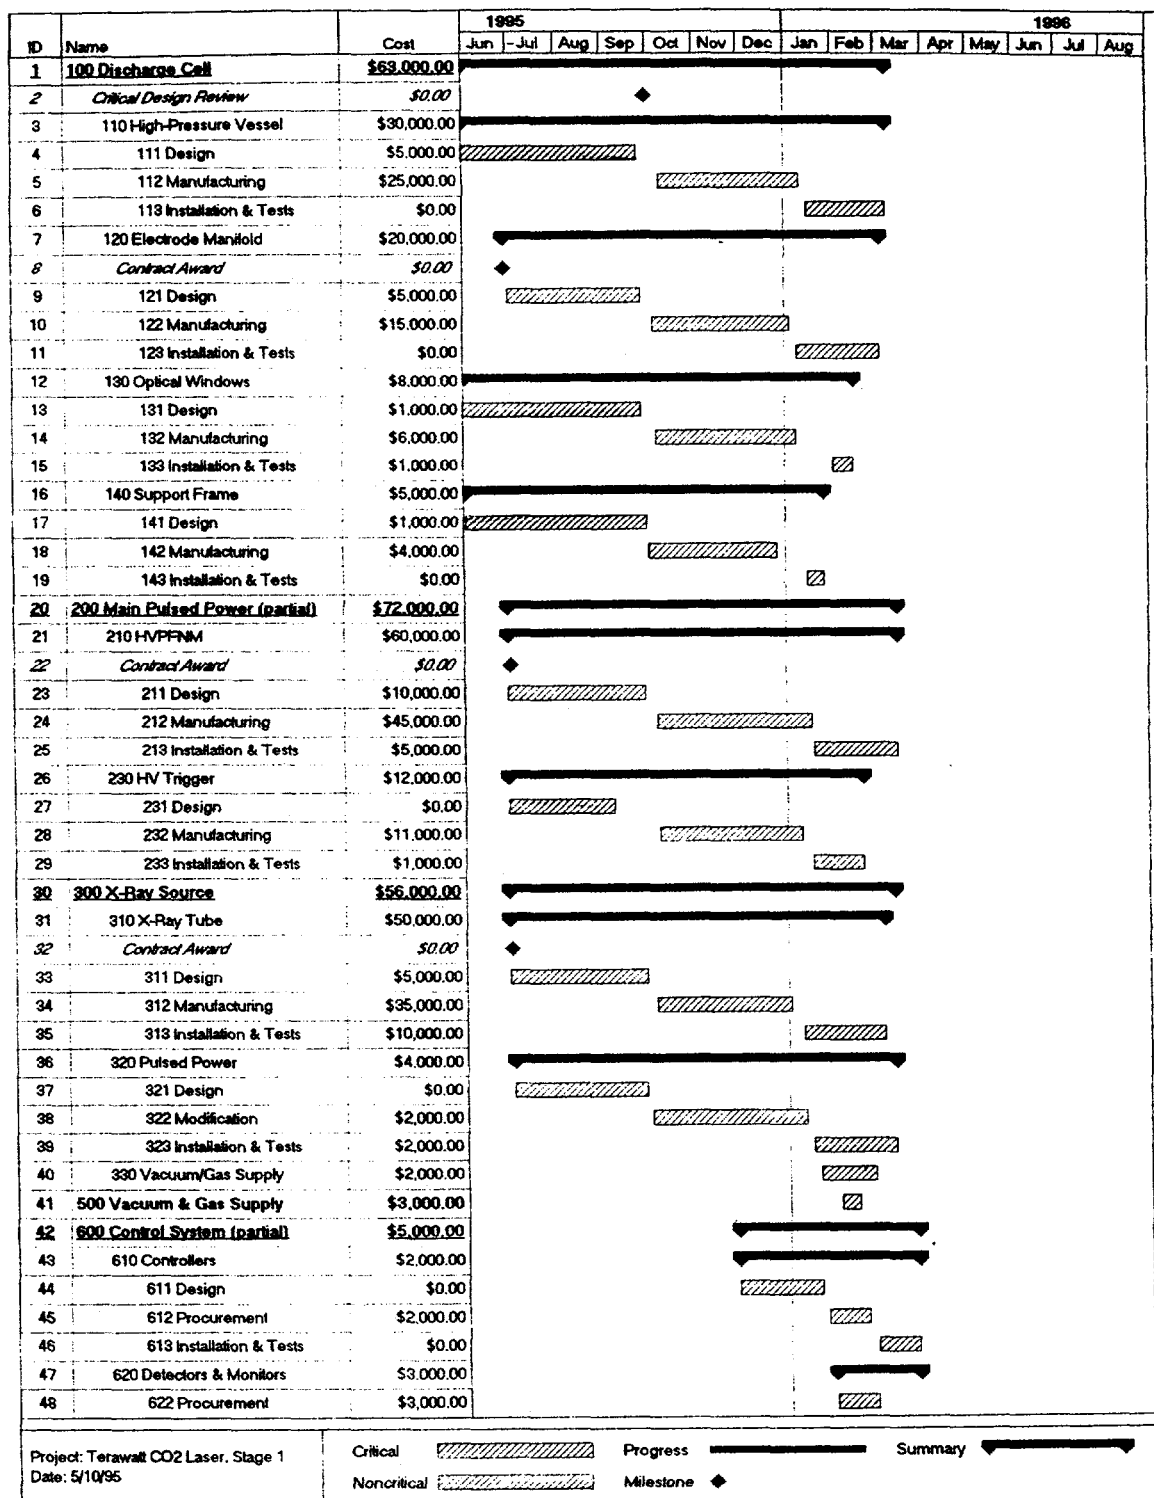 1995 1996
ID Name Cost Jun Jul Aug Sep Oct Nov Dec Jan Feb Mar Apr May Jun Jul Aug
1 100 Discharge Cell $63,000.00
2 Critical Design Review $0.00
3 110 High-Pressure Vessel $30,000.00
4 111 Design $5,000.00
5 112 Manufacturing $25,000.00
6 113 Installation & Tests $0.00
7 120 Electrode Manifold $20,000.00
8 Contract Award $0.00
9 121 Design $5,000.00
10 122 Manufacturing $15,000.00
11 123 Installation & Tests $0.00
12 130 Optical Windows $8,000.00
13 131 Design $1,000.00
14 132 Manufacturing $6,000.00
15 133 Installation & Tests $1,000.00
16 140 Support Frame $5,000.00
17 141 Design $1,000.00
18 142 Manufacturing $4,000.00
19 143 Installation & Tests $0.00
20 200 Main Pulsed Power (partial) $72,000.00
21 210 HVPFNM $60,000.00
22 Contract Award $0.00
23 211 Design $10,000.00
24 212 Manufacturing $45,000.00
25 213 Installation & Tests $5,000.00
26 230 HV Trigger $12,000.00
27 231 Design $0.00
28 232 Manufacturing $11,000.00
29 233 Installation & Tests $1,000.00
30 300 X-Ray Source $56,000.00
31 310 X-Ray Tube $50,000.00
32 Contract Award $0.00
33 311 Design $5,000.00
34 312 Manufacturing $35,000.00
35 313 Installation & Tests $10,000.00
36 320 Pulsed Power $4,000.00
37 321 Design $0.00
38 322 Modification $2,000.00
39 323 Installation & Tests $2,000.00
40 330 Vacuum/Gas Supply $2,000.00
41 500 Vacuum & Gas Supply $3,000.00
42 600 Control System (partial) $5,000.00
43 610 Controllers $2,000.00
44 611 Design $0.00
45 612 Procurement $2,000.00
46 613 Installation & Tests $0.00
47 620 Detectors & Monitors $3,000.00
48 622 Procurement $3,000.00
Project: Terawatt CO2 Laser, Stage 1
Date: 5/10/95
Critical Progress Summary
Noncritical Milestone